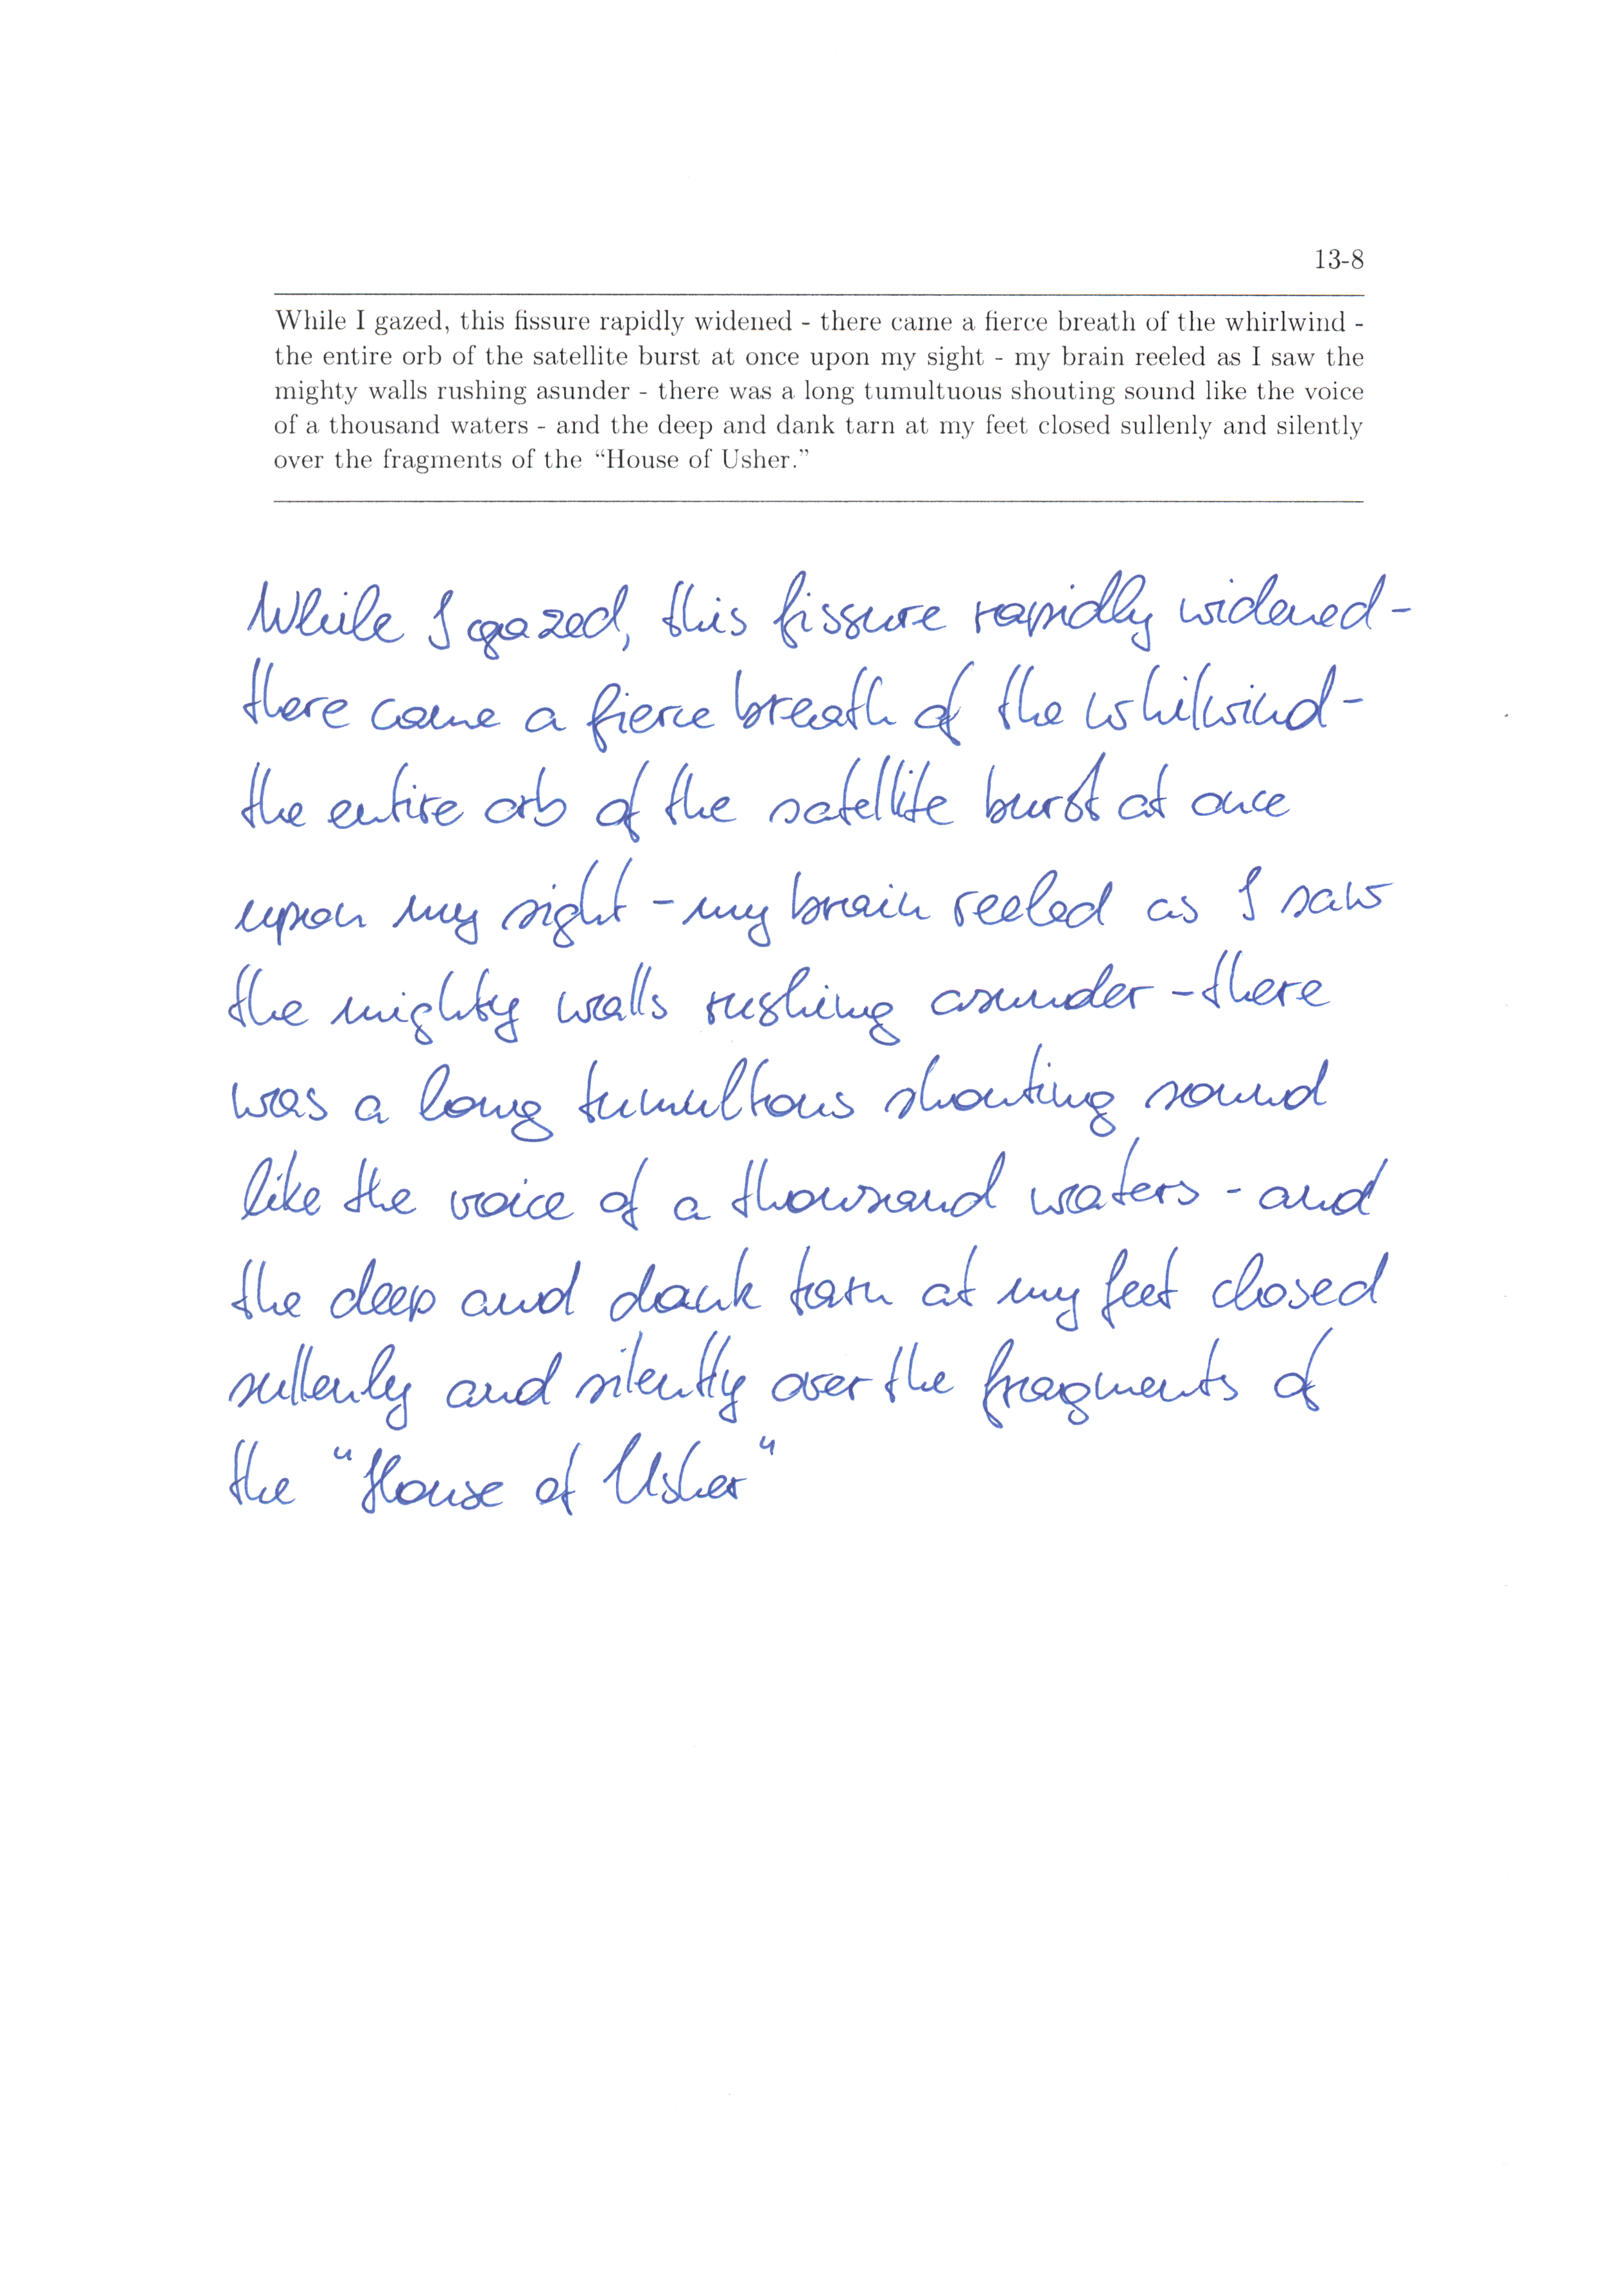 13-8
While I gazed, this fissure rapidly widened - there came a fierce breath of the whirlwind -
the entire orb of the satellite burst at once upon my sight - my brain reeled as I saw the
mighty walls rushing asunder - there was a long tumultuous shouting sound like the voice
of a thousand waters - and the deep and dank tarn at my feet closed sullenly and silently
over the fragments of the “House of Usher.”
While I gazed, this fissure rapidly widened -
there came a fierce breath of the whilwind -
the entire orb of the satellite burst at once
upon my sight - my brain reeled as I saw
the mighty walls rushing asunder - there
was a long tumultous shouting sound
like the voice of a thousand waters - and
the deep and dank tarn at my feet closed
sullenly and silently over the fragments of
the "House of Usher"